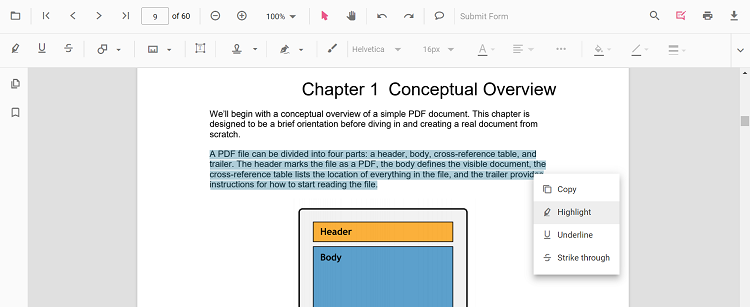 9 of 60 100% Submit Form
Helvetica 16px A
Chapter 1 Conceptual Overview
We'll begin with a conceptual overview of a simple PDF document. This chapter is
designed to be a brief orientation before diving in and creating a real document from
scratch.
A PDF file can be divided into four parts: a header, body, cross-reference table, and
trailer. The header marks the file as a PDF, the body defines the visible document, the
cross-reference table lists the location of everything in the file, and the trailer provides
instructions for how to start reading the file.
Copy
Highlight
Underline
Strike through
Header
Body